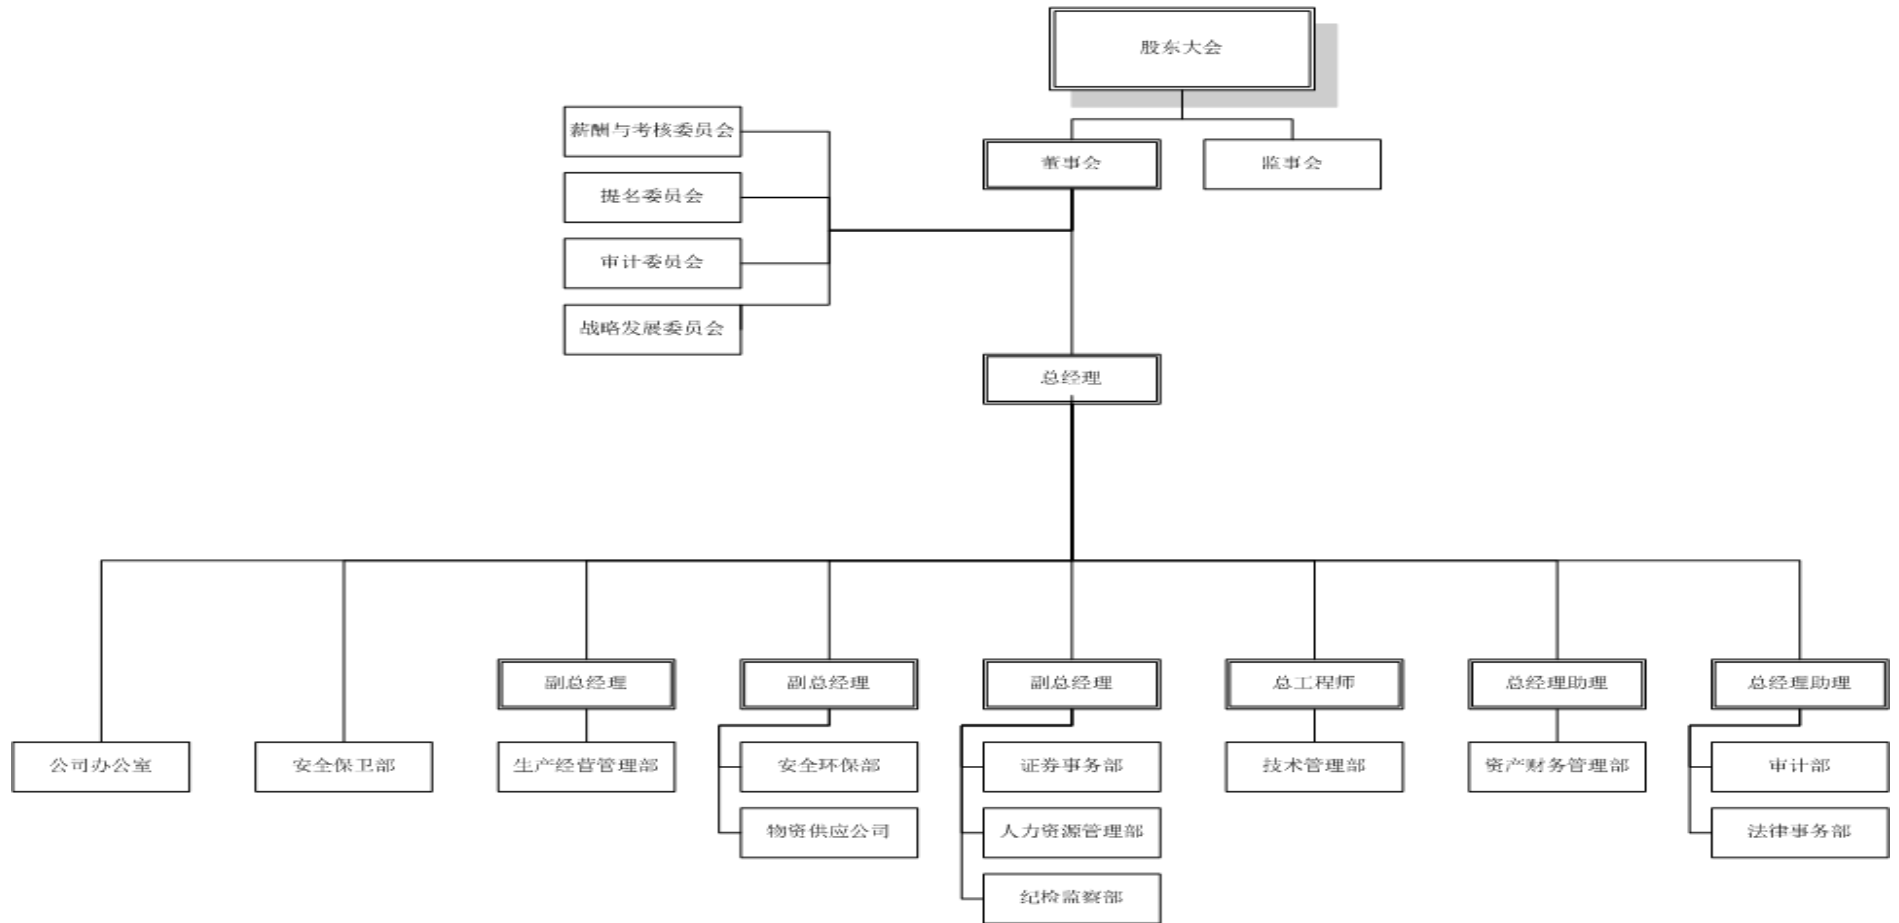 股东大会
薪酬与考核委员会
董事会
监事会
提名委员会
审计委员会
战略发展委员会
总经理
副总经理
副总经理
副总经理
总工程师
总经理助理
总经理助理
公司办公室
安全保卫部
生产经营管理部
安全环保部
证券事务部
技术管理部
资产财务管理部
审计部
物资供应公司
人力资源管理部
法律事务部
纪检监察部